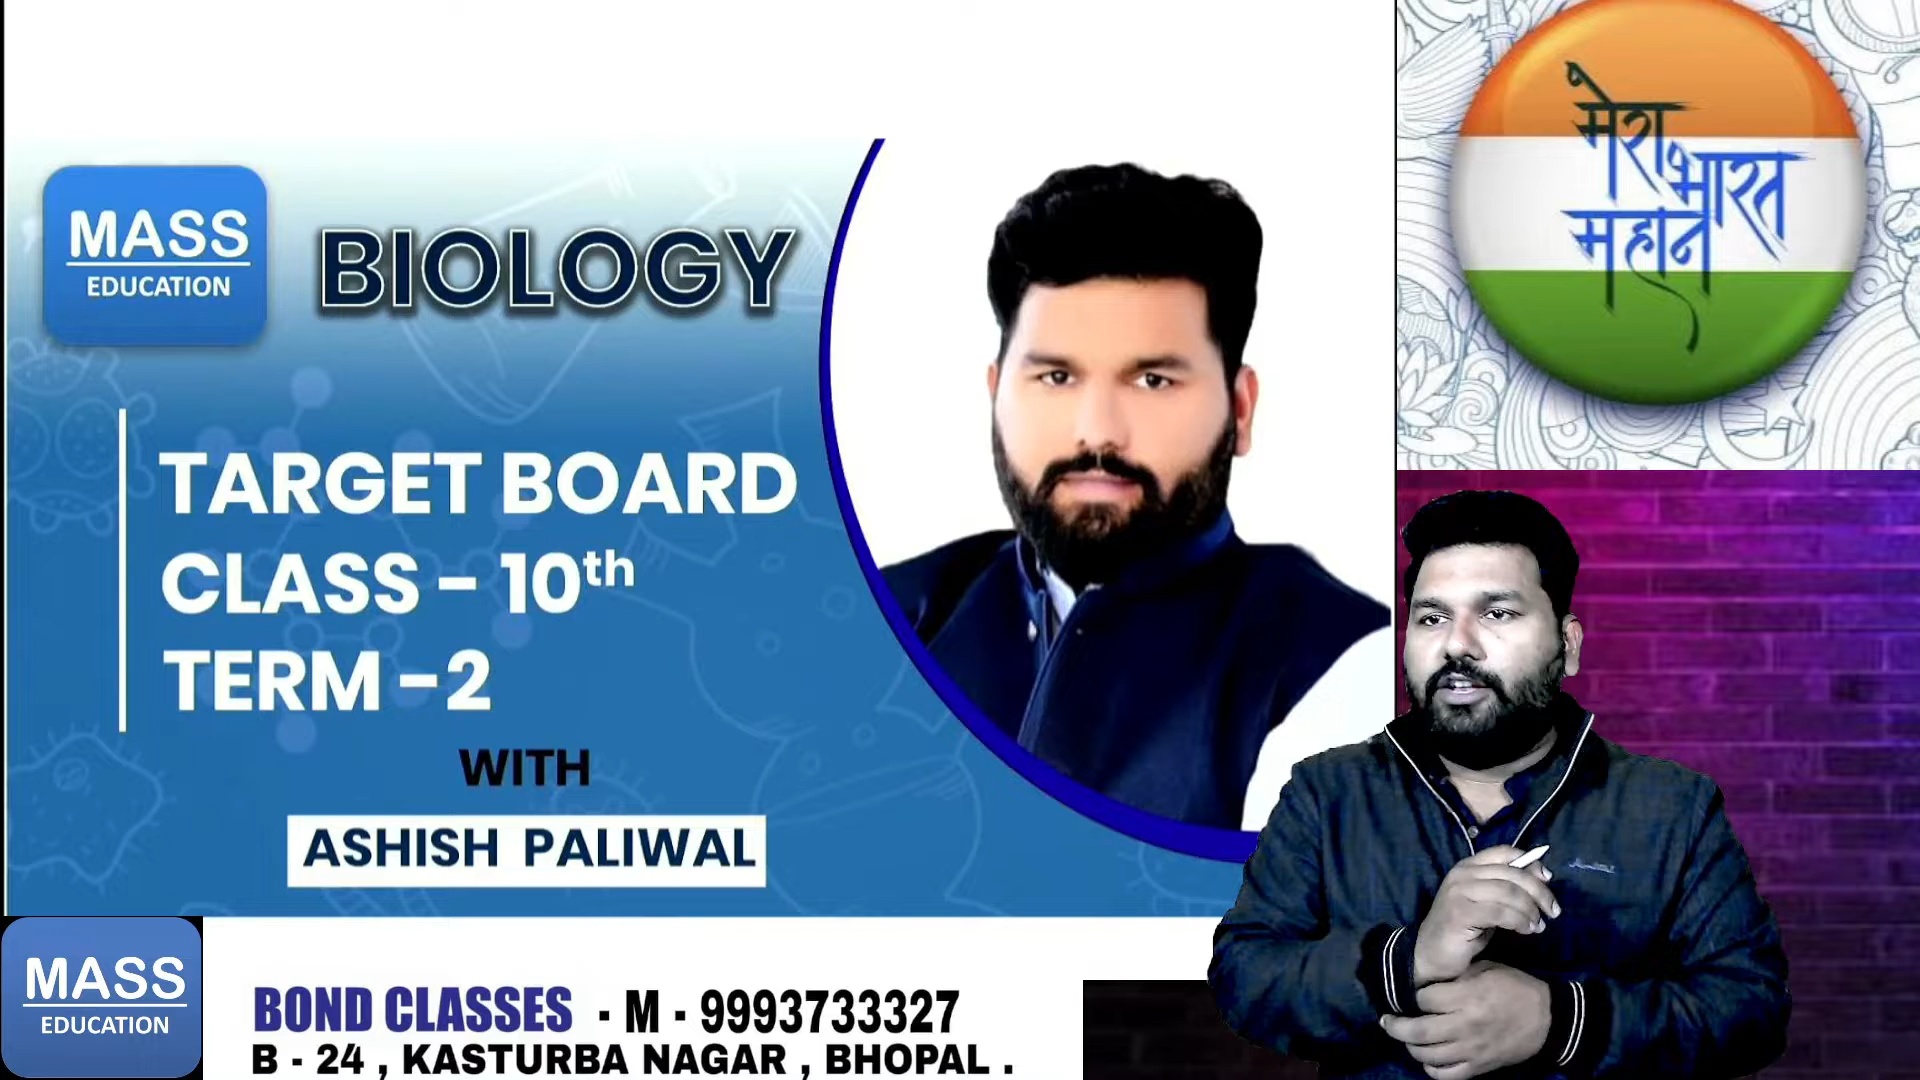 MASS
EDUCATION
BIOLOGY
TARGET BOARD
CLASS - 10th
TERM -2
WITH
ASHISH PALIWAL
मेरा
भारत
महान
MASS
EDUCATION
BOND CLASSES - M - 9993733327
B - 24 , KASTURBA NAGAR , BHOPAL .